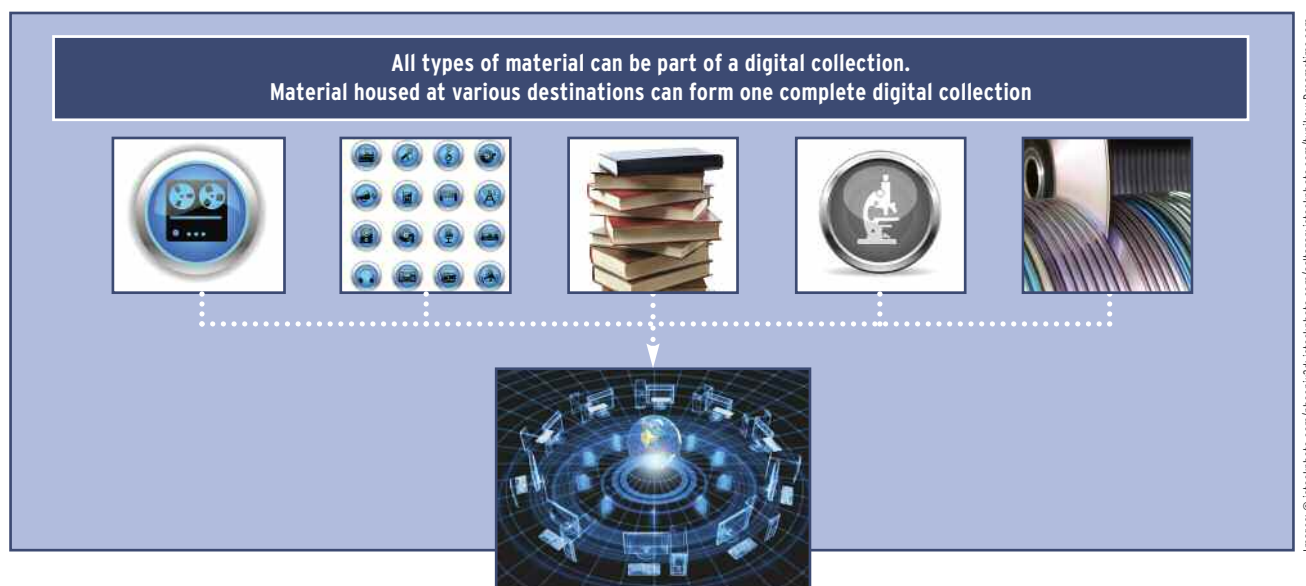 All types of material can be part of a digital collection.
Material housed at various destinations can form one complete digital collection